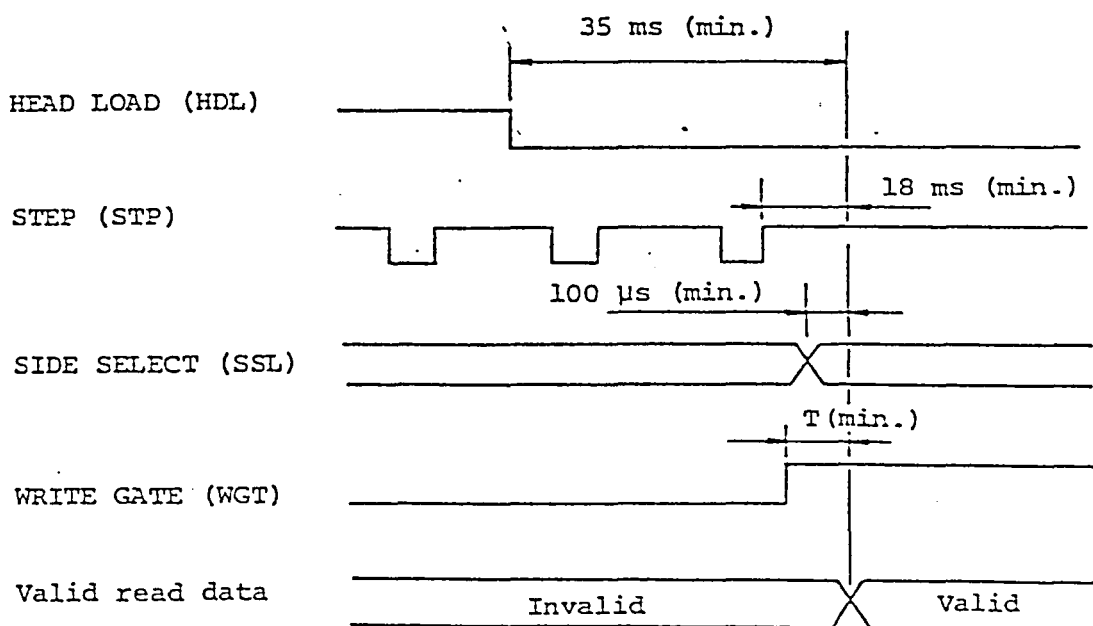 35 ms (min.)
HEAD LOAD (HDL)
18 ms (min.)
STEP (STP)
100 µs (min.)
SIDE SELECT (SSL)
T(min.)
WRITE GATE (WGT)
Valid read data
Invalid
Valid